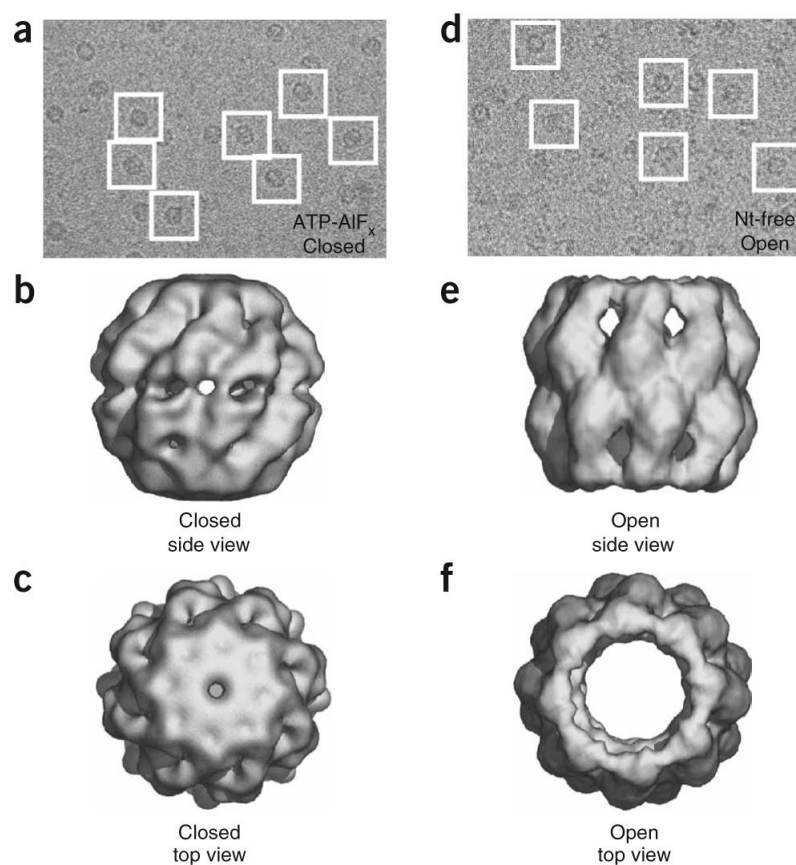 a
ATP-AlFx
Closed
b
Closed
side view
c
Closed
top view
d
Nt-free
Open
e
Open
side view
f
Open
top view